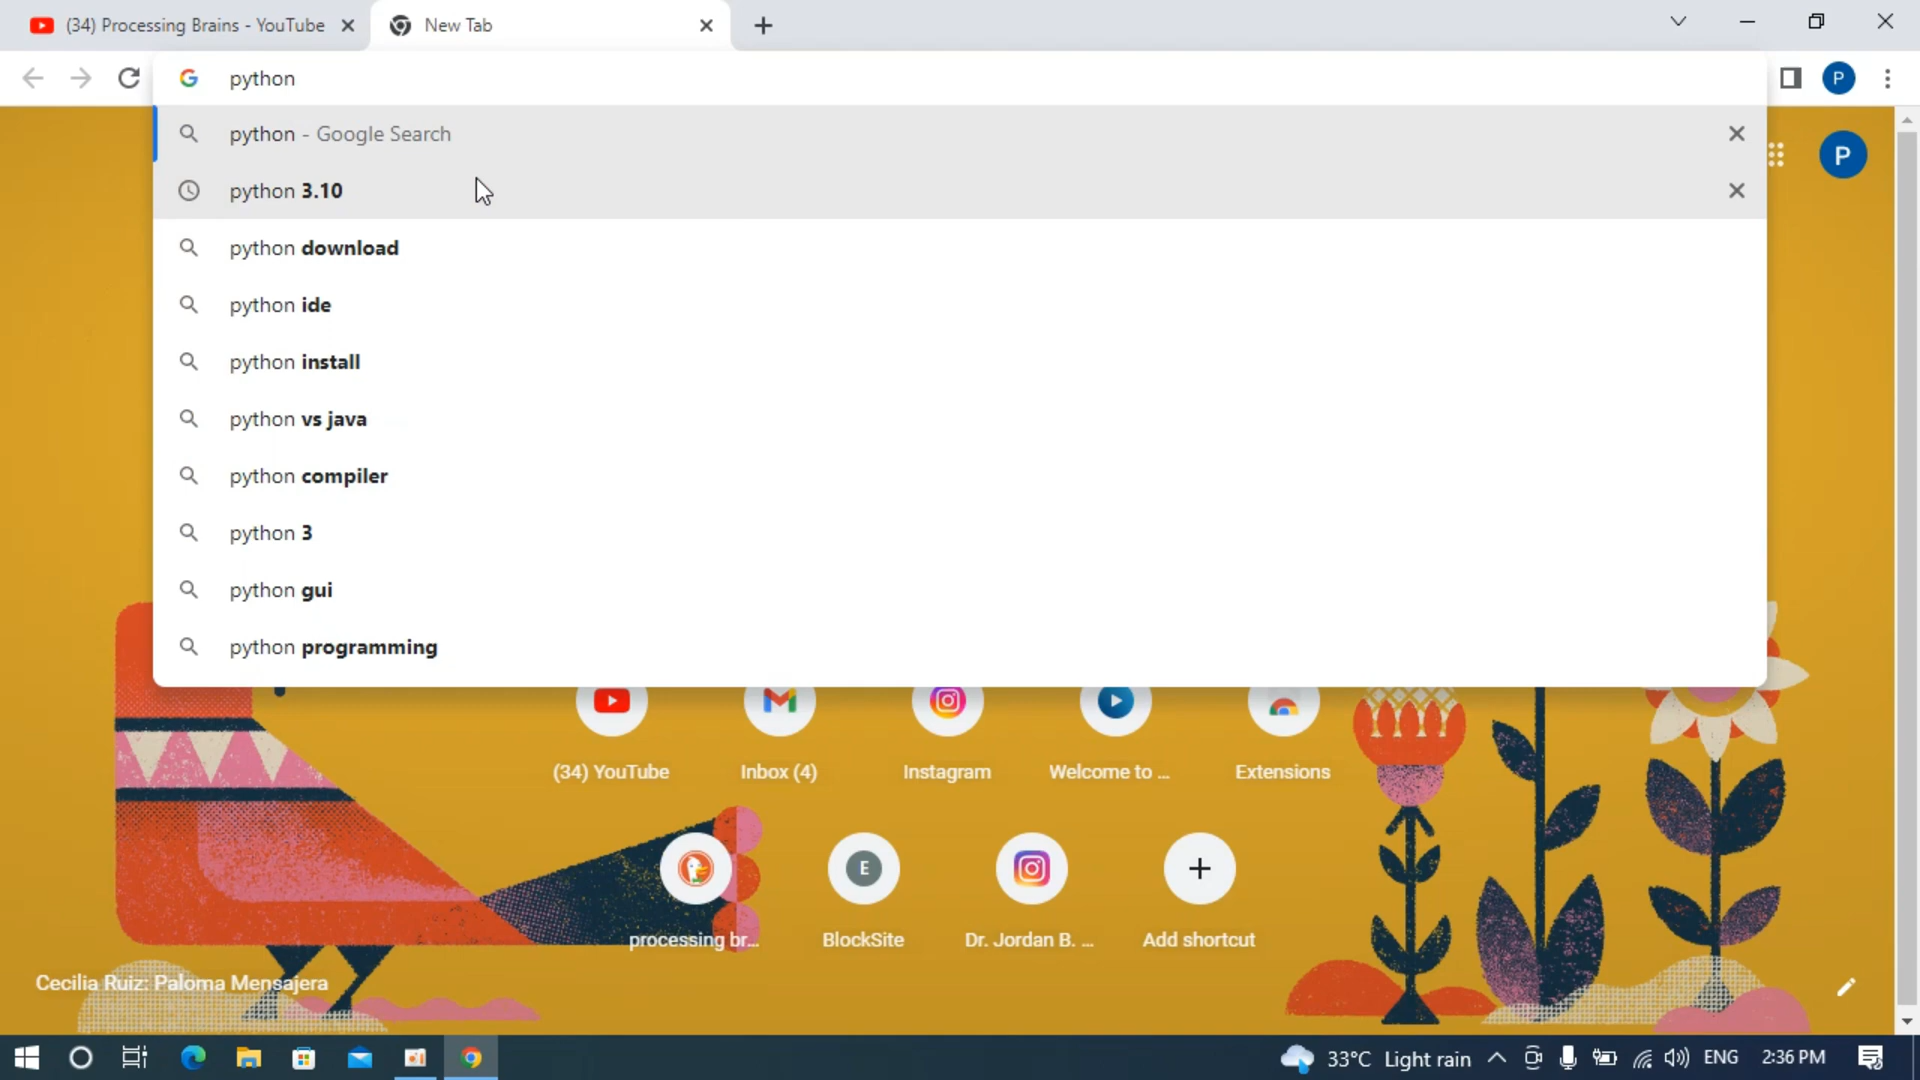 (34) Processing Brains - YouTube
New Tab
python
P
python - Google Search
python 3.10
P
python download
python ide
python install
python vs java
python compiler
python 3
python gui
python programming
(34) YouTube
Inbox (4)
Instagram
Welcome to ...
Extensions
E
processing br...
BlockSite
Dr. Jordan B. ...
Add shortcut
Cecilia Ruiz: Paloma Mensajera
33°C Light rain
ENG
2:36 PM